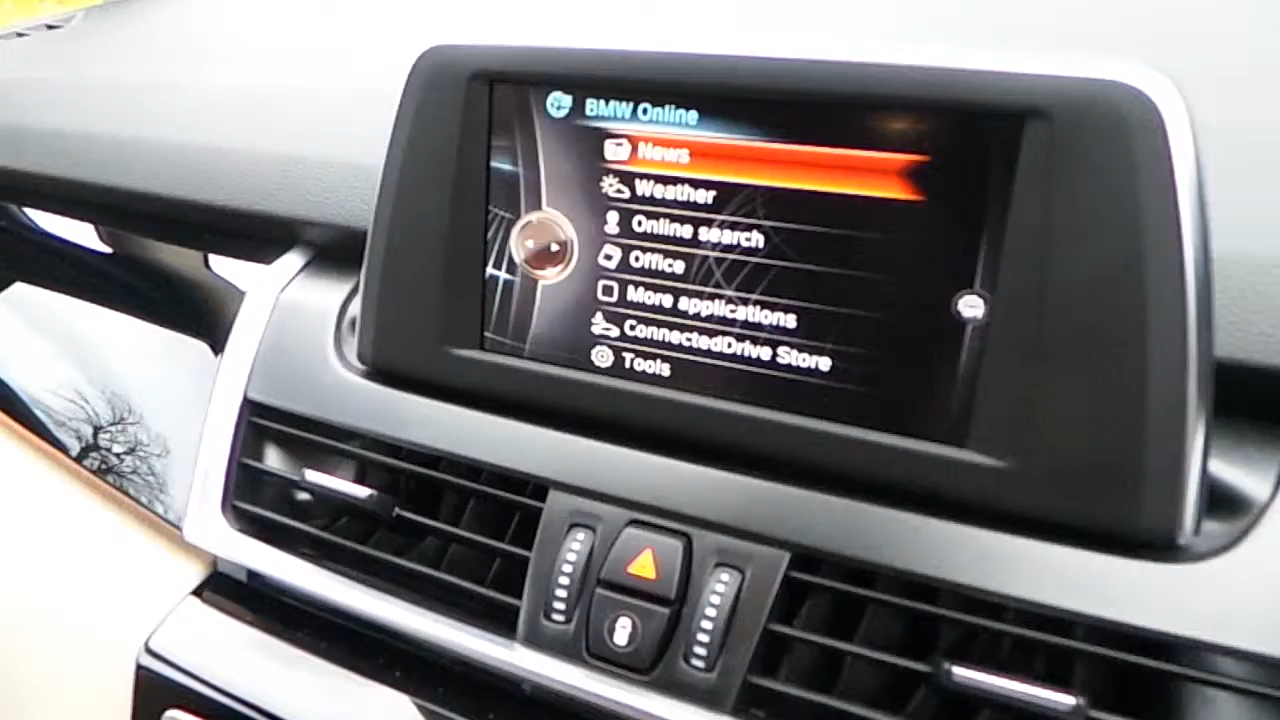 BMW Online
News
Weather
Online search
Office
More applications
ConnectedDrive Store
Tools